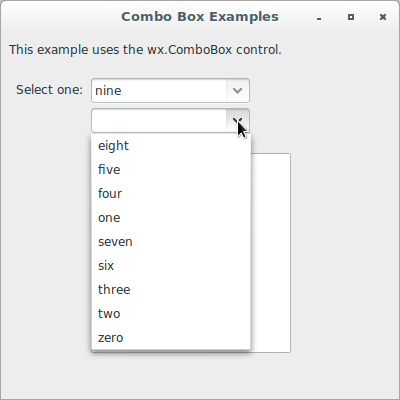 Combo Box Examples
This example uses the wx.ComboBox control.
Select one: nine
eight
five
four
one
seven
six
three
two
zero